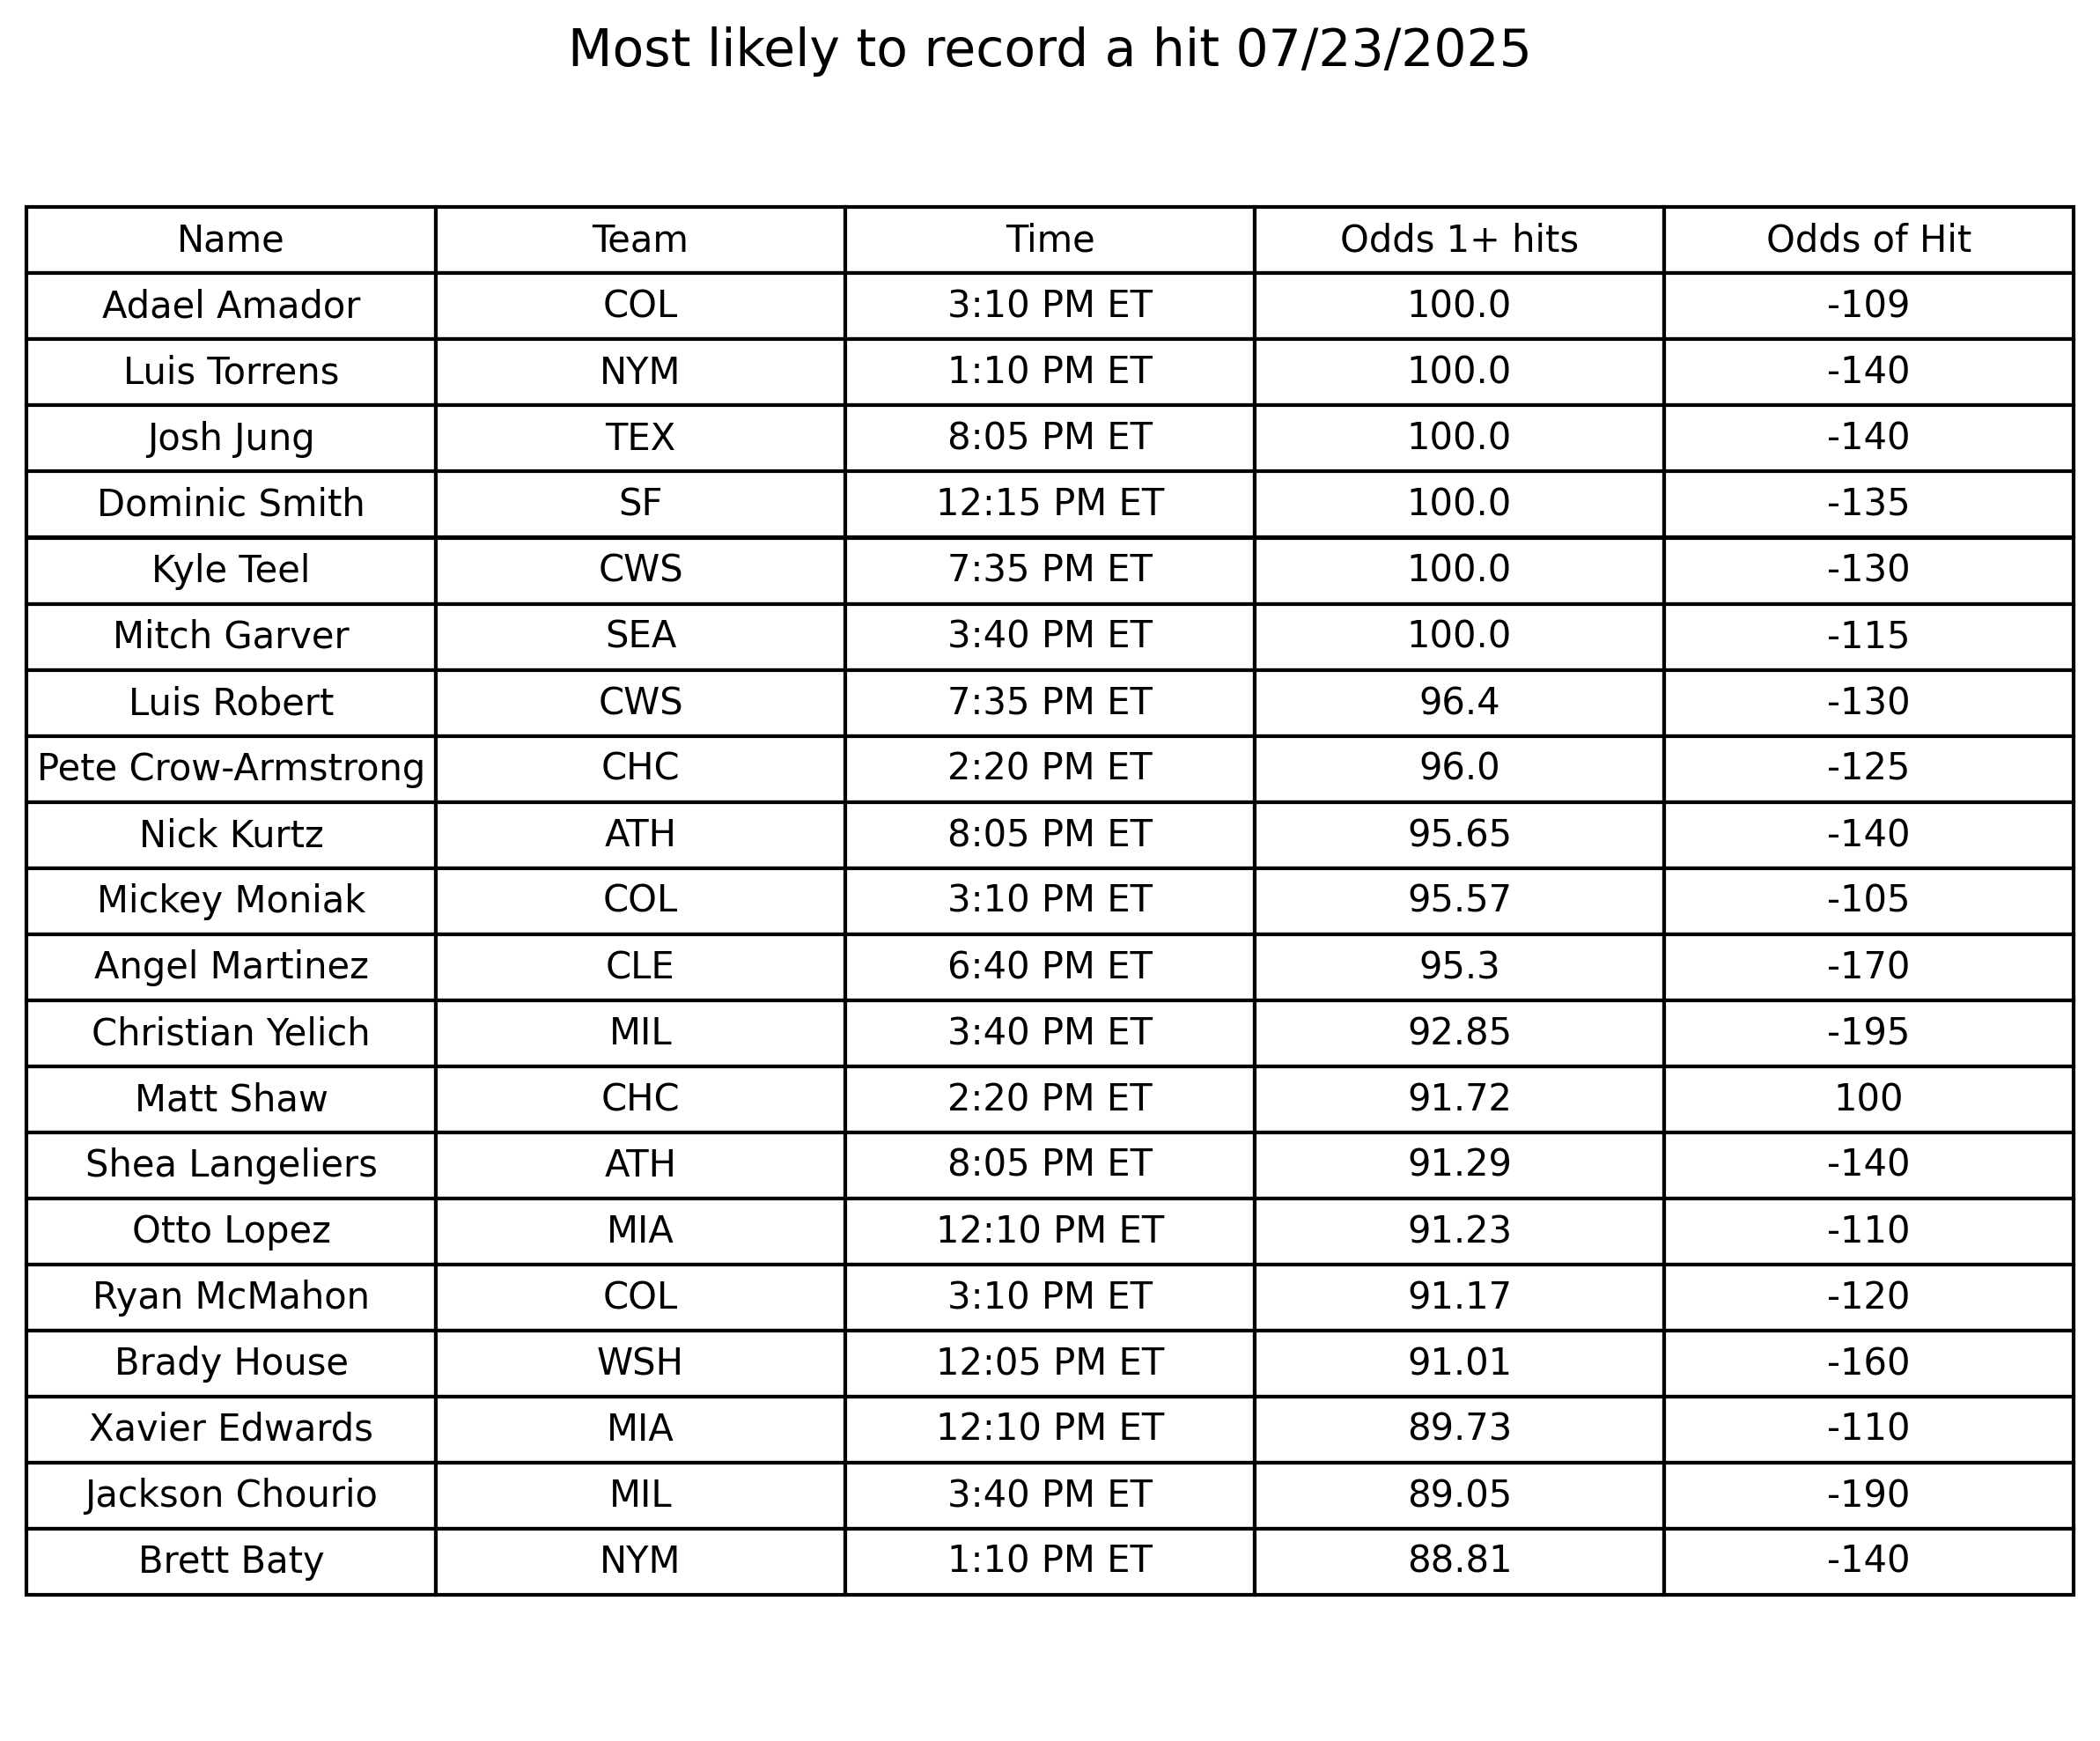 Most likely to record a hit 07/23/2025
Name Team Time Odds 1+ hits Odds of Hit
Adael Amador COL 3:10 PM ET 100.0 -109
Luis Torrens NYM 1:10 PM ET 100.0 -140
Josh Jung TEX 8:05 PM ET 100.0 -140
Dominic Smith SF 12:15 PM ET 100.0 -135
Kyle Teel CWS 7:35 PM ET 100.0 -130
Mitch Garver SEA 3:40 PM ET 100.0 -115
Luis Robert CWS 7:35 PM ET 96.4 -130
Pete Crow-Armstrong CHC 2:20 PM ET 96.0 -125
Nick Kurtz ATH 8:05 PM ET 95.65 -140
Mickey Moniak COL 3:10 PM ET 95.57 -105
Angel Martinez CLE 6:40 PM ET 95.3 -170
Christian Yelich MIL 3:40 PM ET 92.85 -195
Matt Shaw CHC 2:20 PM ET 91.72 100
Shea Langeliers ATH 8:05 PM ET 91.29 -140
Otto Lopez MIA 12:10 PM ET 91.23 -110
Ryan McMahon COL 3:10 PM ET 91.17 -120
Brady House WSH 12:05 PM ET 91.01 -160
Xavier Edwards MIA 12:10 PM ET 89.73 -110
Jackson Chourio MIL 3:40 PM ET 89.05 -190
Brett Baty NYM 1:10 PM ET 88.81 -140